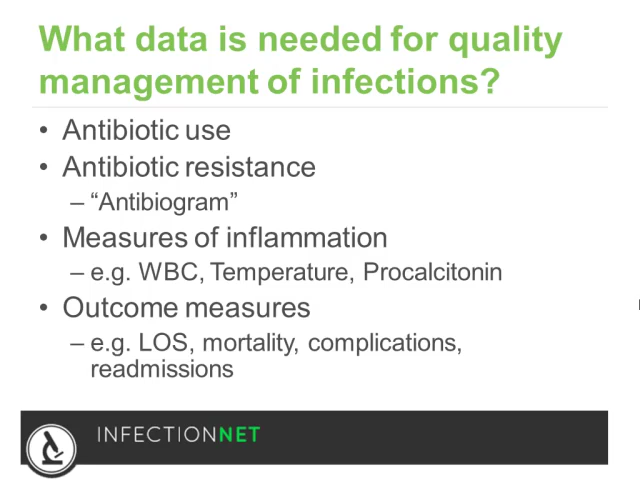 What data is needed for quality
management of infections?
• Antibiotic use
• Antibiotic resistance
– “Antibiogram”
• Measures of inflammation
– e.g. WBC, Temperature, Procalcitonin
• Outcome measures
– e.g. LOS, mortality, complications,
readmissions
INFECTIONNET